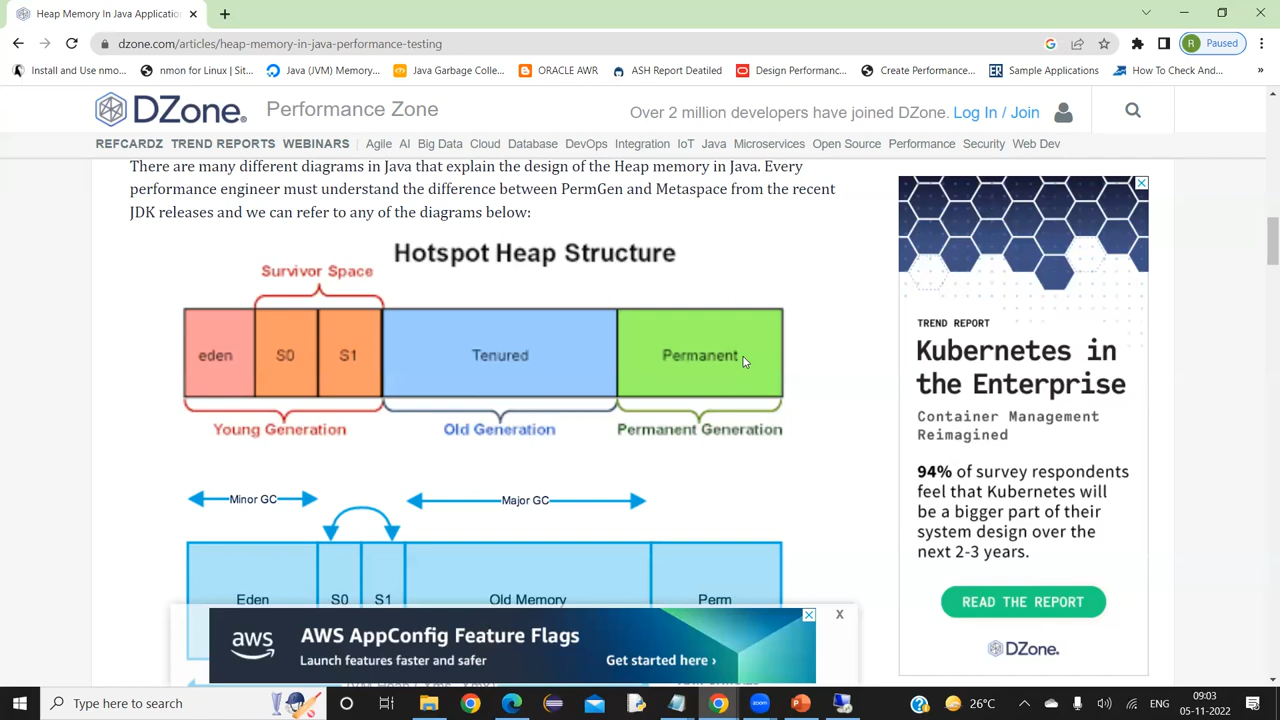 Heap Memory In Java Application
dzone.com/articles/heap-memory-in-java-performance-testing
R Paused
Install and Use nmo...
nmon for Linux | Sit...
Java (JVM) Memory...
Java Garbage Colle...
ORACLE AWR
ASH Report Deatiled
Design Performanc...
Create Performance...
Sample Applications
How To Check And...
»
DZone.
Performance Zone
Over 2 million developers have joined DZone. Log In / Join
REFCARDZ TREND REPORTS WEBINARS Agile AI Big Data Cloud Database DevOps Integration IoT Java Microservices Open Source Performance Security Web Dev
There are many different diagrams in Java that explain the design of the Heap memory in Java. Every
performance engineer must understand the difference between PermGen and Metaspace from the recent
JDK releases and we can refer to any of the diagrams below:
Hotspot Heap Structure
Survivor Space
eden
S0
S1
Tenured
Permanent
Young Generation
Old Generation
Permanent Generation
Minor GC
Major GC
Eden
S0
S1
Old Memory
Perm
TREND REPORT
Kubernetes in
the Enterprise
Container Management
Reimagined
94% of survey respondents
feel that Kubernetes will
be a bigger part of their
system design over the
next 2-3 years.
READ THE REPORT
DZone.
X
aws
AWS AppConfig Feature Flags
Launch features faster and safer
Get started here ›
Type here to search
zoom
26°C
ENG
09:03
05-11-2022